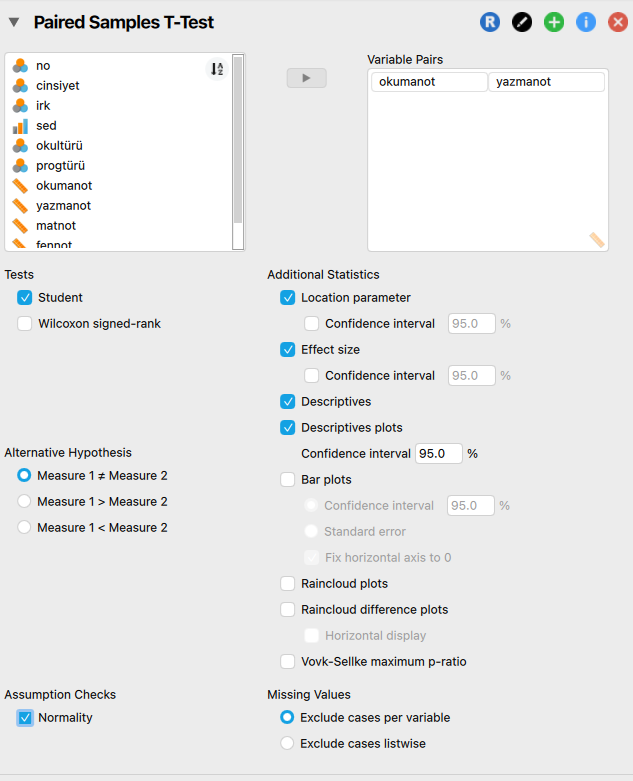 Paired Samples T-Test
R
i
no
cinsiyet
irk
sed
okultürü
progtürü
okumanot
yazmanot
matnot
fennot
Variable Pairs
okumanot yazmanot
Tests
Student
Wilcoxon signed-rank
Alternative Hypothesis
Measure 1 ≠ Measure 2
Measure 1 > Measure 2
Measure 1 < Measure 2
Assumption Checks
Normality
Additional Statistics
Location parameter
Confidence interval 95.0 %
Effect size
Confidence interval 95.0 %
Descriptives
Descriptives plots
Confidence interval 95.0 %
Bar plots
Confidence interval 95.0 %
Standard error
Fix horizontal axis to 0
Raincloud plots
Raincloud difference plots
Horizontal display
Vovk-Sellke maximum p-ratio
Missing Values
Exclude cases per variable
Exclude cases listwise